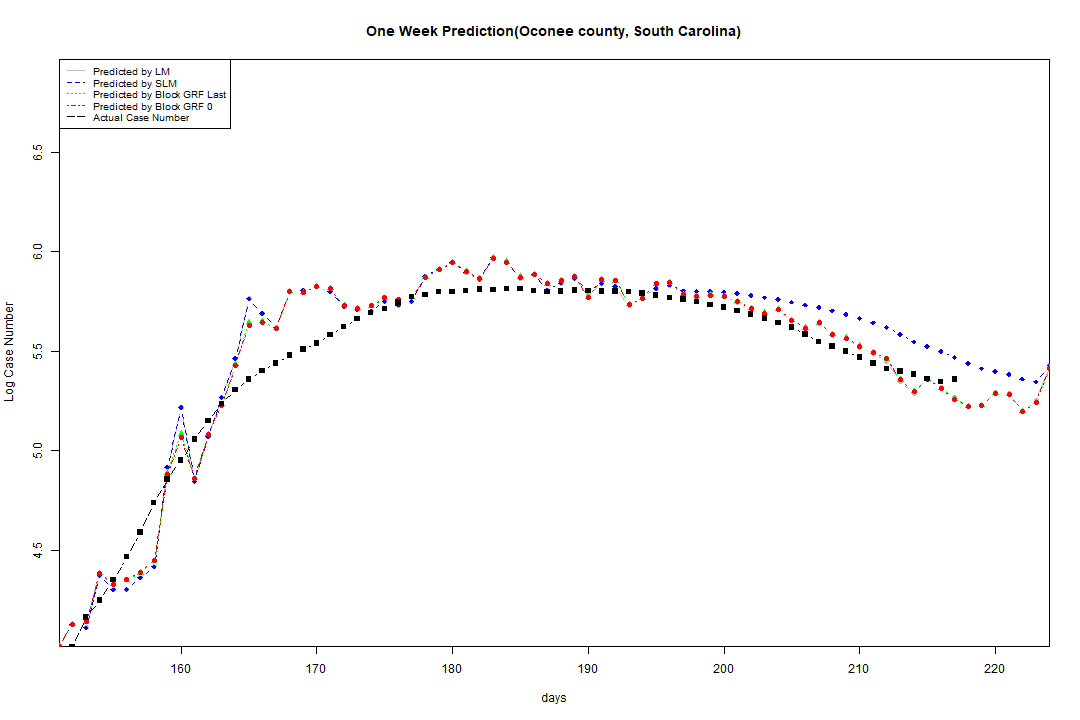 One Week Prediction(Oconee county, South Carolina)
Predicted by LM
Predicted by SLM
Predicted by Block GRF Last
Predicted by Block GRF 0
Actual Case Number
6.5
6.0
5.5
5.0
4.5
Log Case Number
160 170 180 190 200 210 220
days